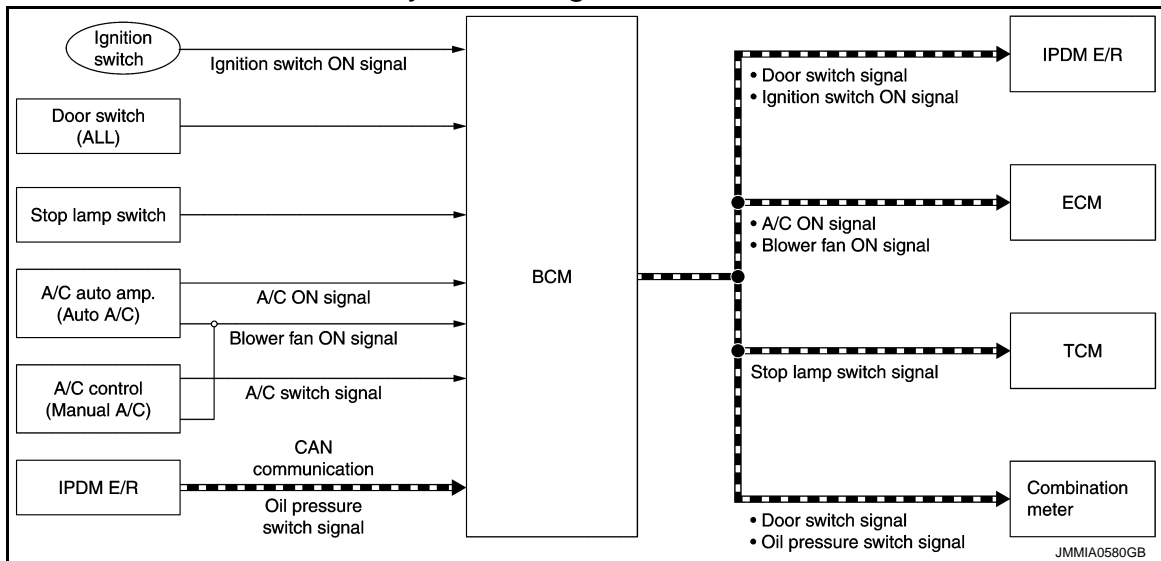 Ignition
switch
Ignition switch ON signal
Door switch
(ALL)
Stop lamp switch
A/C auto amp.
(Auto A/C)
A/C ON signal
Blower fan ON signal
A/C control
(Manual A/C)
A/C switch signal
IPDM E/R
CAN
communication
Oil pressure
switch signal
BCM
• Door switch signal
• Ignition switch ON signal
IPDM E/R
• A/C ON signal
• Blower fan ON signal
ECM
Stop lamp switch signal
TCM
• Door switch signal
• Oil pressure switch signal
Combination
meter
JMMIA0580GB